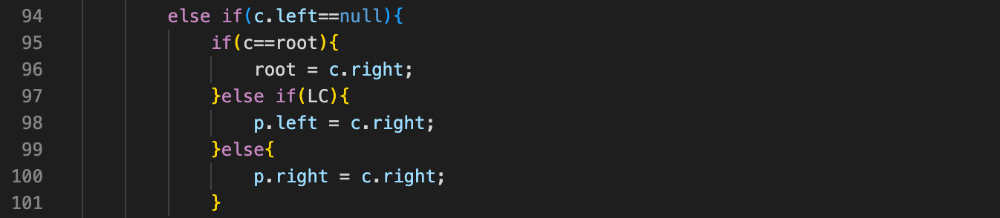 94 else if(c.left==null){
95 if(c==root){
96 root = c.right;
97 }else if(LC){
98 p.left = c.right;
99 }else{
100 p.right = c.right;
101 }